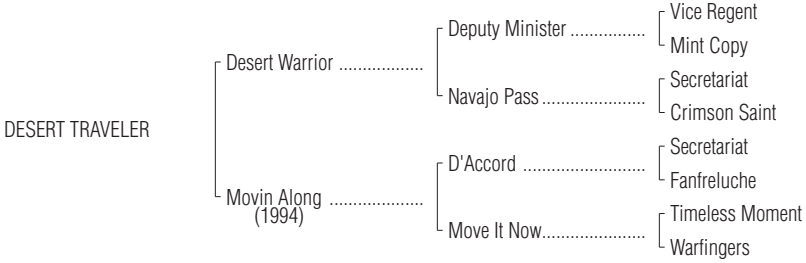 Vice Regent
Deputy Minister ................
Mint Copy
Desert Warrior ..................
Secretariat
Navajo Pass......................
Crimson Saint
DESERT TRAVELER
Secretariat
D'Accord ..........................
Fanfreluche
Movin Along ....................
(1994)
Timeless Moment
Move It Now......................
Warfingers